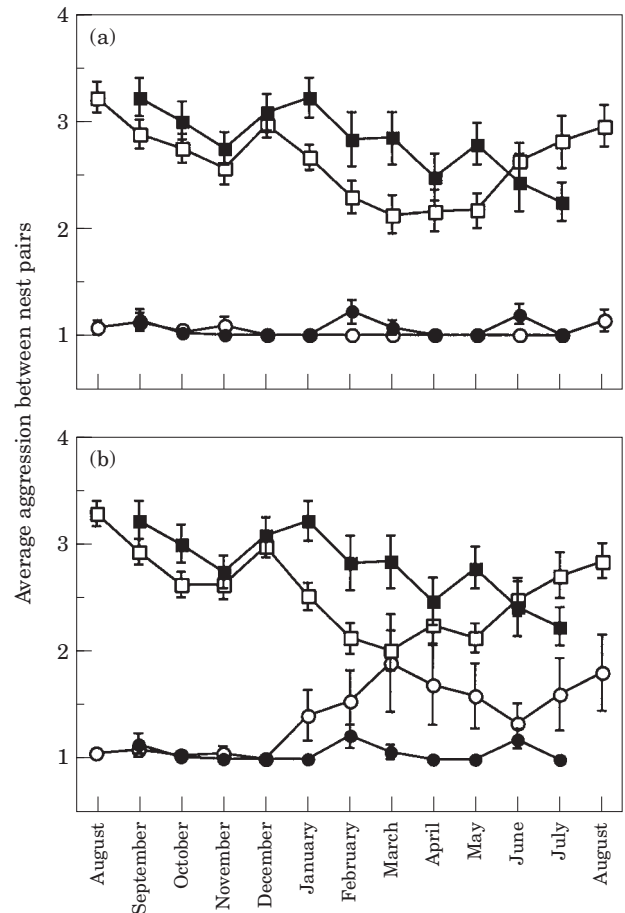 Average aggression between nest pairs
(a)
4
3
2
1
(b)
4
3
2
1
August
September
October
November
December
January
February
March
April
May
June
July
August